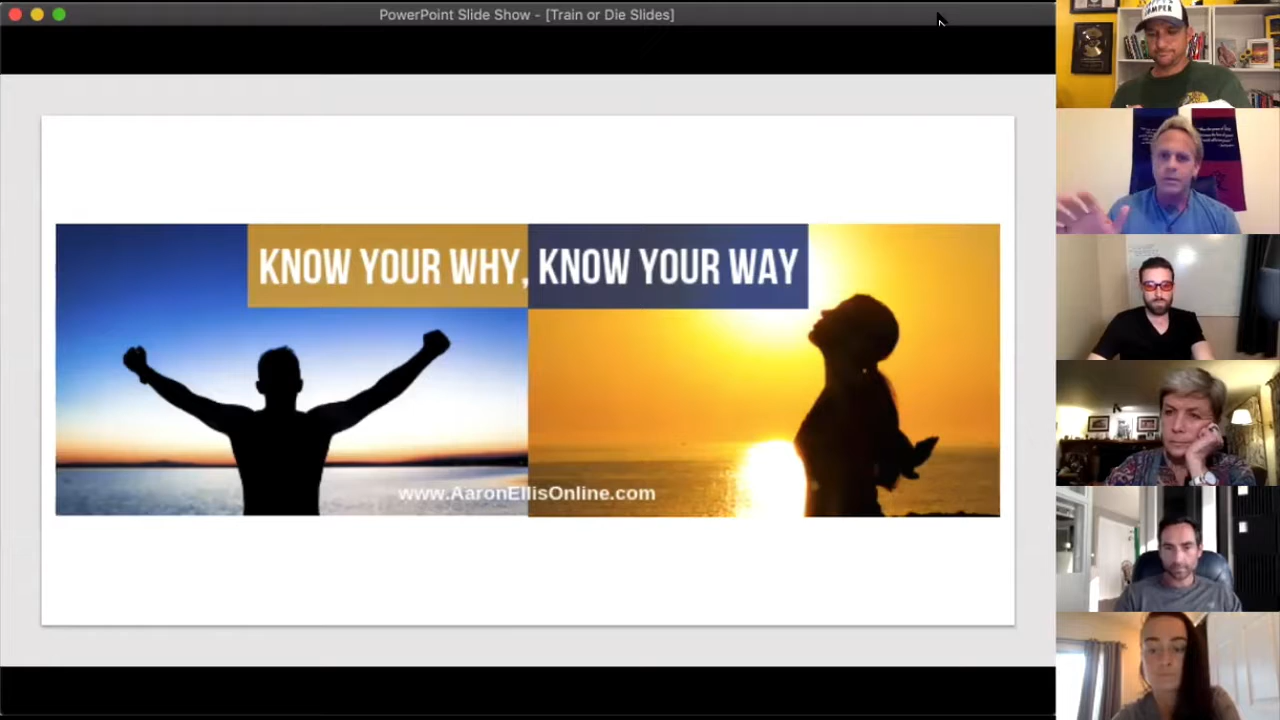 PowerPoint Slide Show - [Train or Die Slides]
KNOW YOUR WHY, KNOW YOUR WAY
www.AaronEllisOnline.com